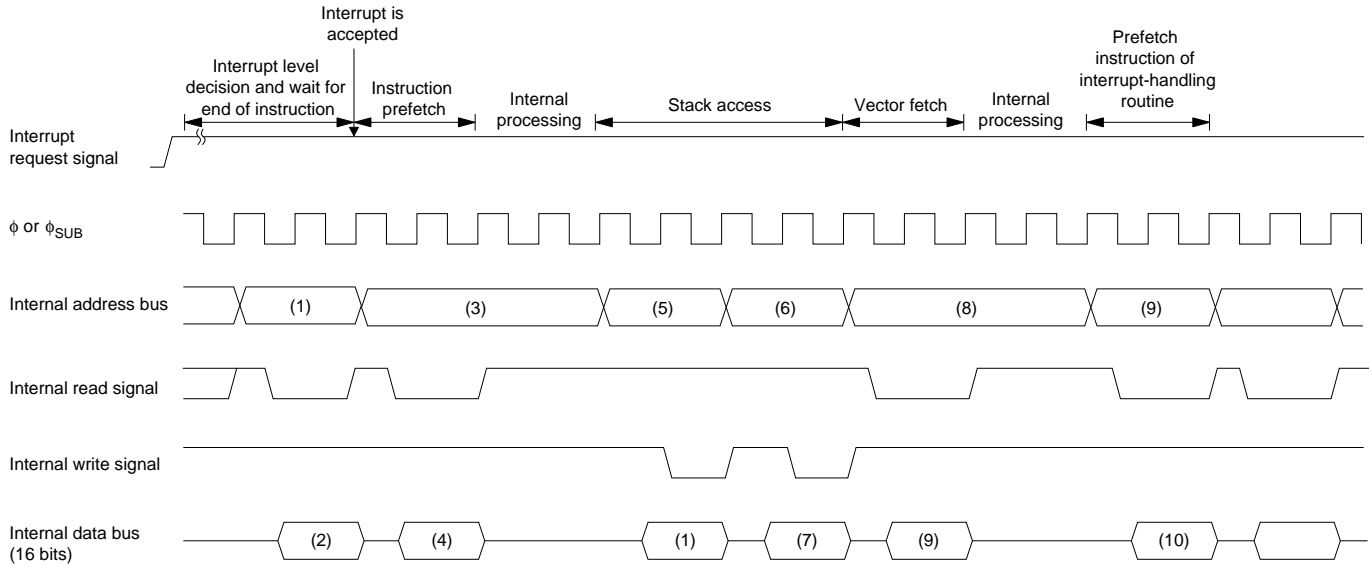 Interrupt is
accepted
Interrupt level
decision and wait for
end of instruction
Instruction
prefetch
Internal
processing
Stack access
Vector fetch
Internal
processing
Prefetch
instruction of
interrupt-handling
routine
Interrupt
request signal
φ or φSUB
Internal address bus
(1) (3) (5) (6) (8) (9)
Internal read signal
Internal write signal
Internal data bus
(16 bits)
(2) (4) (1) (7) (9) (10)